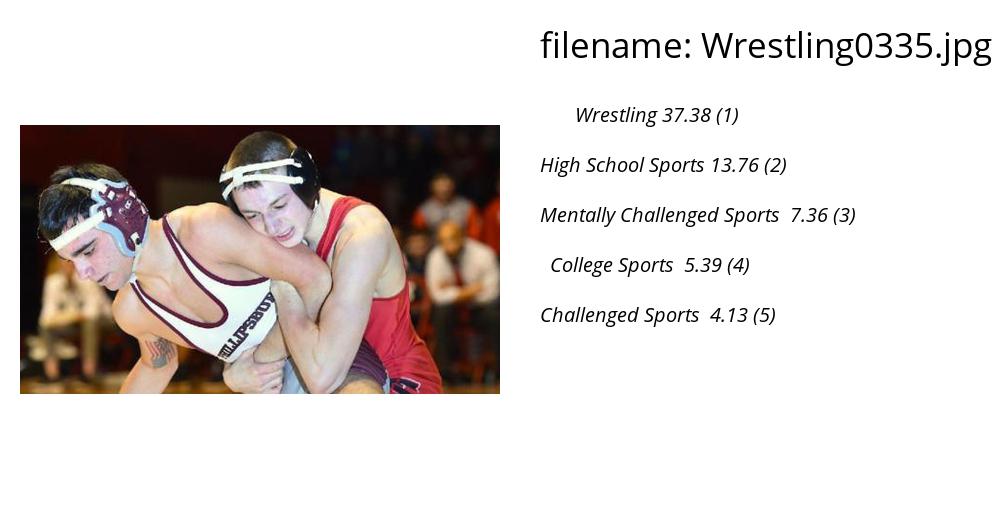 filename: Wrestling0335.jpg
Wrestling 37.38 (1)
High School Sports 13.76 (2)
Mentally Challenged Sports 7.36 (3)
College Sports 5.39 (4)
Challenged Sports 4.13 (5)
PHILLIPSBURG